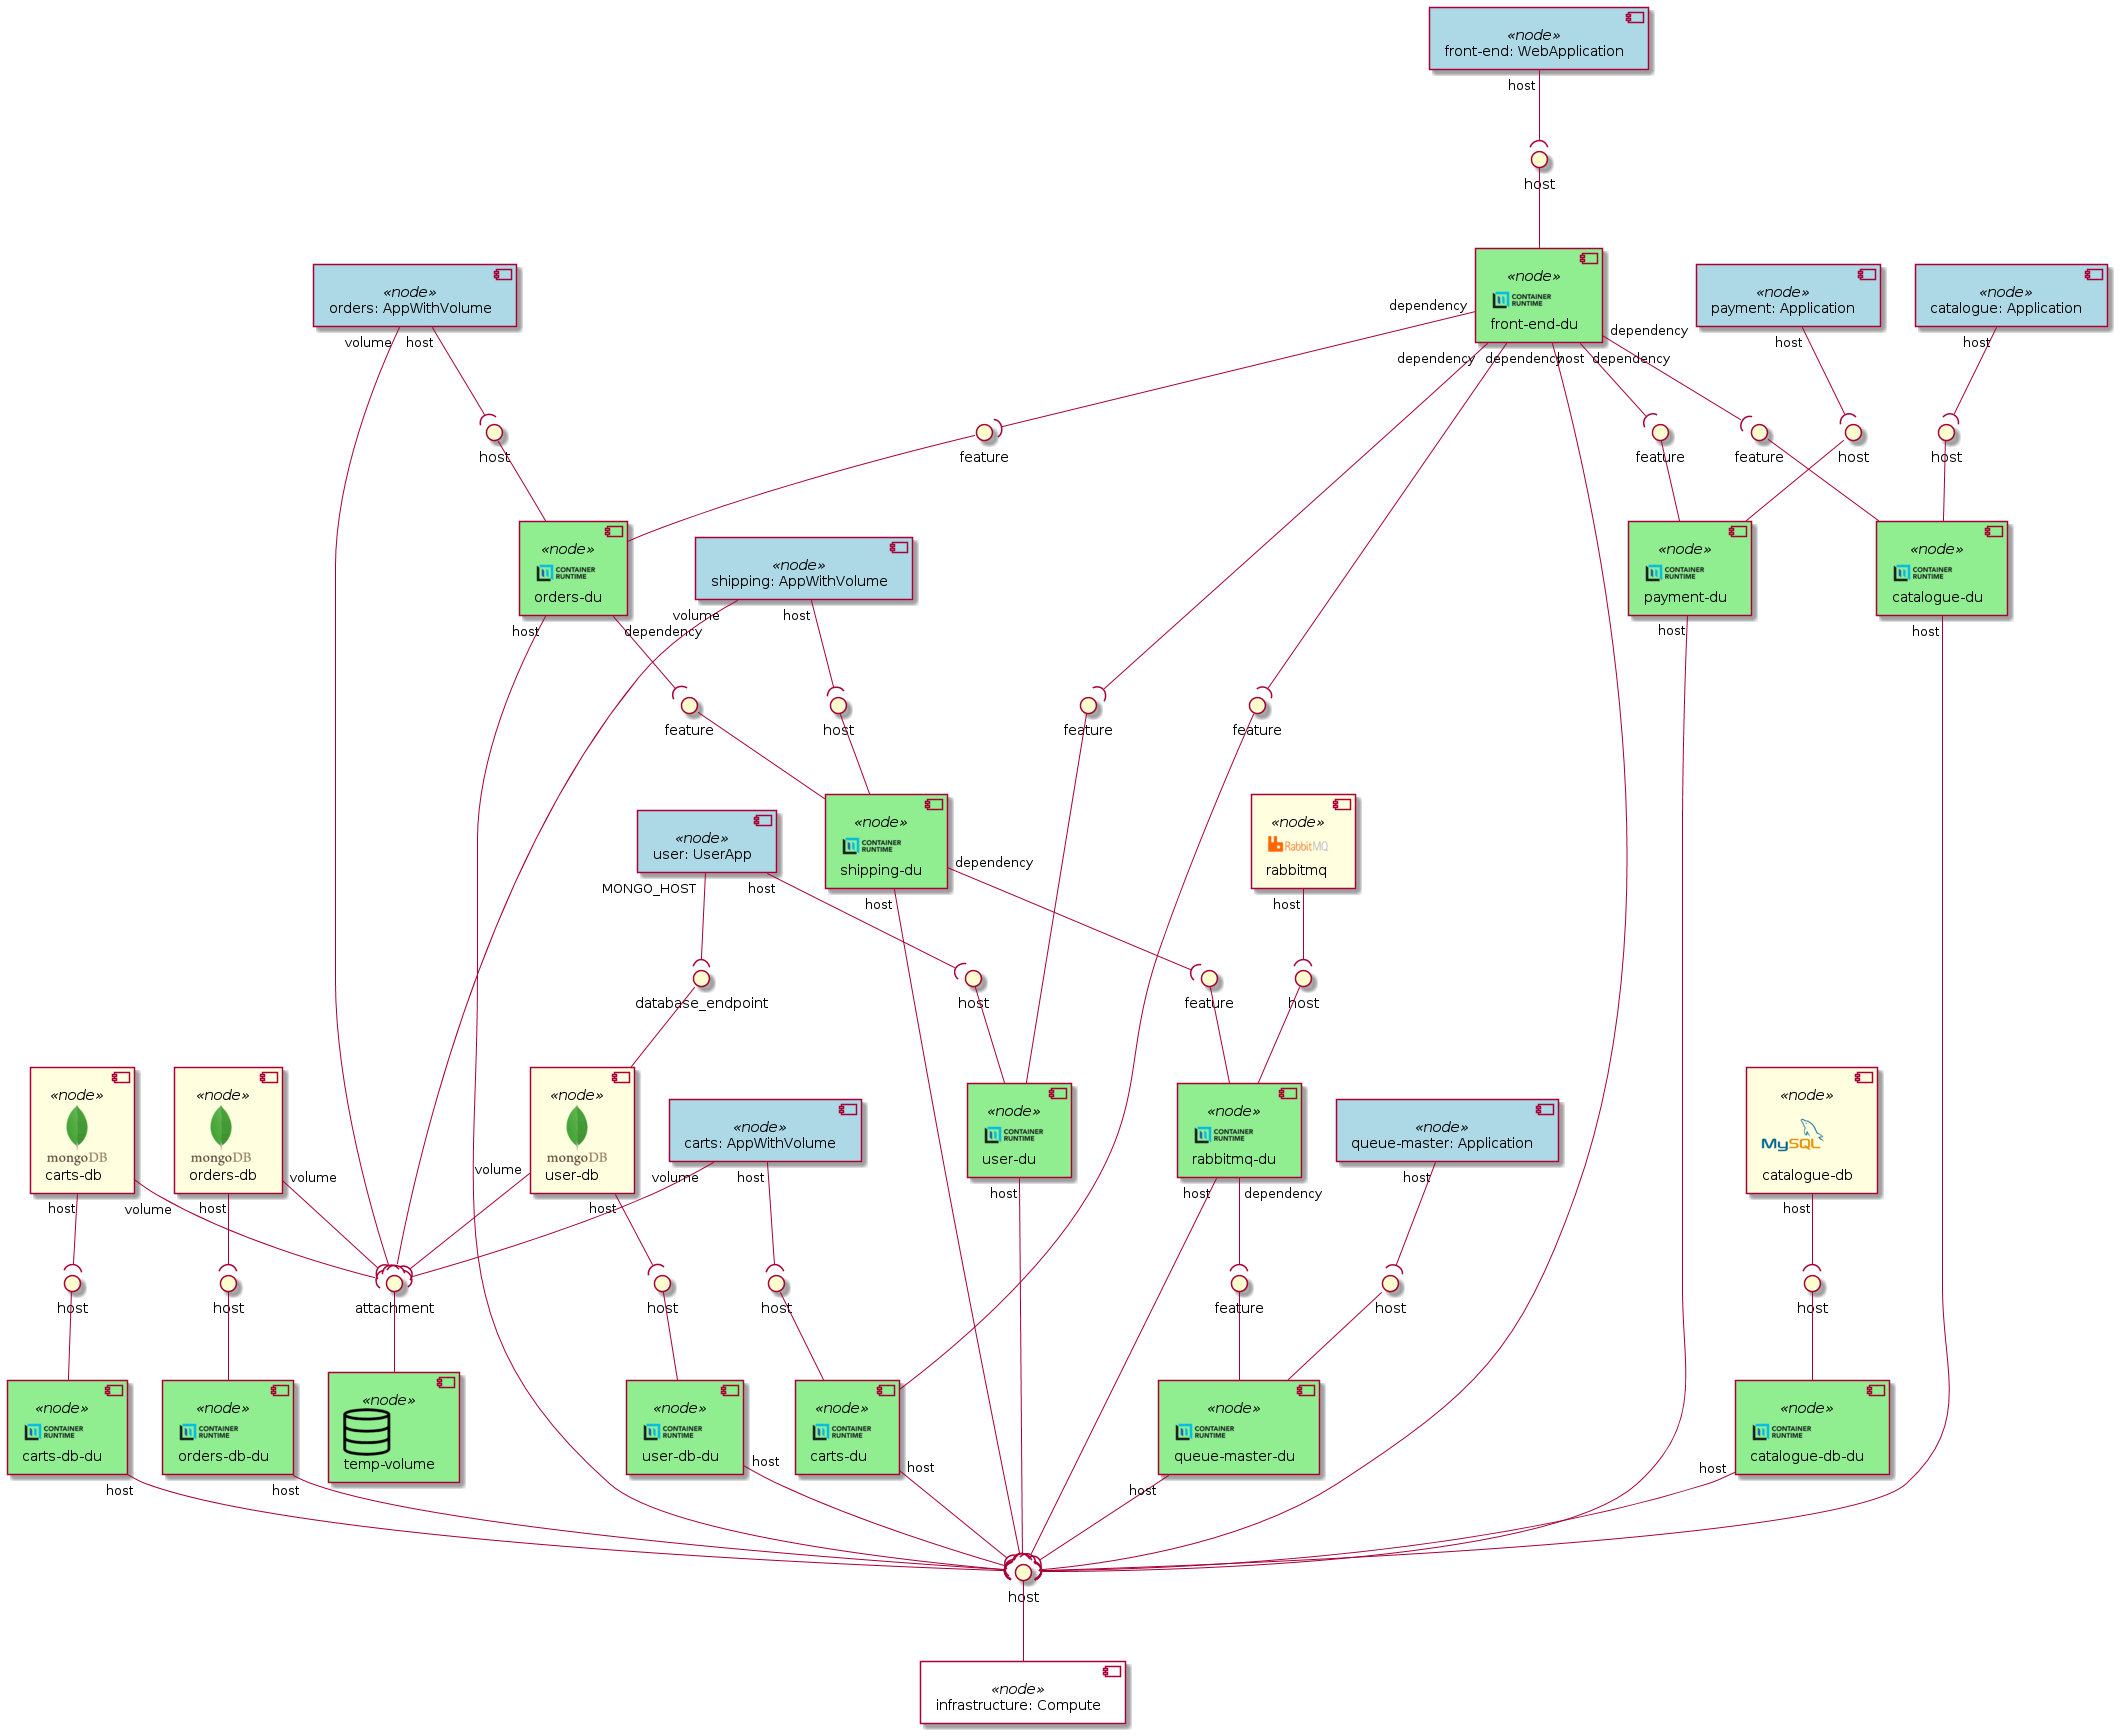 «node»
front-end: WebApplication
host
host
«node»
orders: AppWithVolume
volume
host
«node»
CONTAINER
RUNTIME
front-end-du
dependency
dependency
dependency
host
dependency
dependency
«node»
payment: Application
host
«node»
catalogue: Application
host
host
feature
feature
feature
host
host
«node»
CONTAINER
RUNTIME
orders-du
host
dependency
«node»
shipping: AppWithVolume
volume
host
«node»
CONTAINER
RUNTIME
payment-du
host
«node»
CONTAINER
RUNTIME
catalogue-du
host
feature
host
feature
feature
«node»
user: UserApp
MONGO_HOST
host
«node»
CONTAINER
RUNTIME
shipping-du
dependency
host
«node»
RabbitMQ
rabbitmq
host
database_endpoint
host
feature
host
«node»
mongoDB
carts-db
host
volume
«node»
mongoDB
orders-db
host
volume
«node»
mongoDB
user-db
volume
host
«node»
carts: AppWithVolume
volume
host
«node»
CONTAINER
RUNTIME
user-du
host
«node»
CONTAINER
RUNTIME
rabbitmq-du
host
dependency
«node»
queue-master: Application
host
«node»
MySQL
catalogue-db
host
host
host
attachment
host
host
feature
host
host
«node»
CONTAINER
RUNTIME
carts-db-du
host
«node»
CONTAINER
RUNTIME
orders-db-du
host
«node»
temp-volume
«node»
CONTAINER
RUNTIME
user-db-du
host
«node»
CONTAINER
RUNTIME
carts-du
host
«node»
CONTAINER
RUNTIME
queue-master-du
host
«node»
CONTAINER
RUNTIME
catalogue-db-du
host
host
«node»
infrastructure: Compute